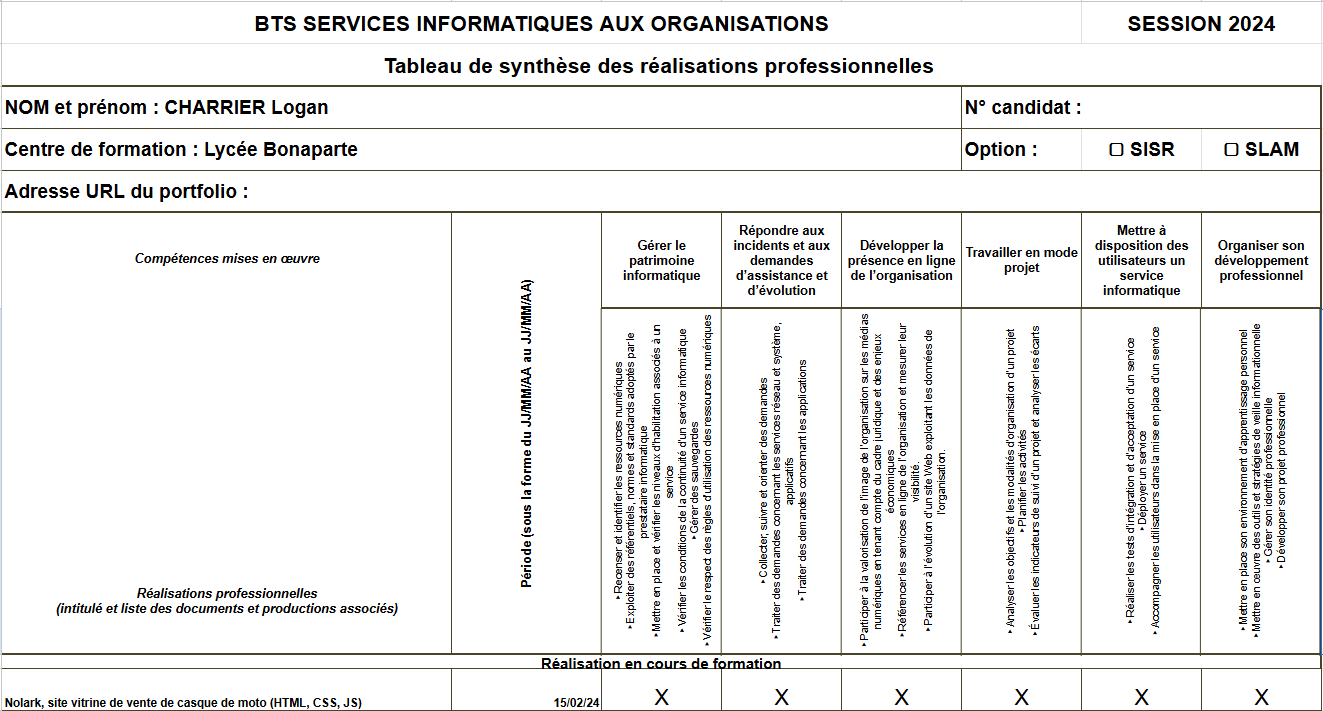 BTS SERVICES INFORMATIQUES AUX ORGANISATIONS
SESSION 2024
Tableau de synthèse des réalisations professionnelles
NOM et prénom : CHARRIER Logan
N° candidat :
Centre de formation : Lycée Bonaparte
Option :
☐ SISR
☐ SLAM
Adresse URL du portfolio :
Compétences mises en œuvre
Réalisations professionnelles
(intitulé et liste des documents et productions associés)
Période (sous la forme du JJ/MM/AA au JJ/MM/AA)
Gérer le
patrimoine
informatique
Répondre aux
incidents et aux
demandes
d'assistance et
d'évolution
Développer la
présence en ligne
de l'organisation
Travailler en mode
projet
Mettre à
disposition des
utilisateurs un
service
informatique
Organiser son
développement
professionnel
‣Recenser et identifier les ressources numériques
‣Exploiter des référentiels, normes et standards adoptés par le
prestataire informatique
‣Mettre en place et vérifier les niveaux d'habilitation associés à un
service
‣Vérifier les conditions de la continuité d'un service informatique
‣Gérer des sauvegardes
‣Vérifier le respect des règles d'utilisation des ressources numériques
‣Collecter, suivre et orienter des demandes
‣Traiter des demandes concernant les services réseau et système,
applicatifs
‣Traiter des demandes concernant les applications
‣Participer à la valorisation de l'image de l'organisation sur les médias
numériques en tenant compte du cadre juridique et des enjeux
économiques
‣Référencer les services en ligne de l'organisation et mesurer leur
visibilité.
‣Participer à l'évolution d'un site Web exploitant les données de
l'organisation.
‣Analyser les objectifs et les modalités d'organisation d'un projet
‣Planifier les activités
‣Évaluer les indicateurs de suivi d'un projet et analyser les écarts
‣Réaliser les tests d'intégration et d'acceptation d'un service
‣Déployer un service
‣Accompagner les utilisateurs dans la mise en place d'un service
‣Mettre en place son environnement d'apprentissage personnel
‣Mettre en œuvre des outils et stratégies de veille informationnelle
‣Gérer son identité professionnelle
‣Développer son projet professionnel
Réalisation en cours de formation
Nolark, site vitrine de vente de casque de moto (HTML, CSS, JS)
15/02/24
X
X
X
X
X
X